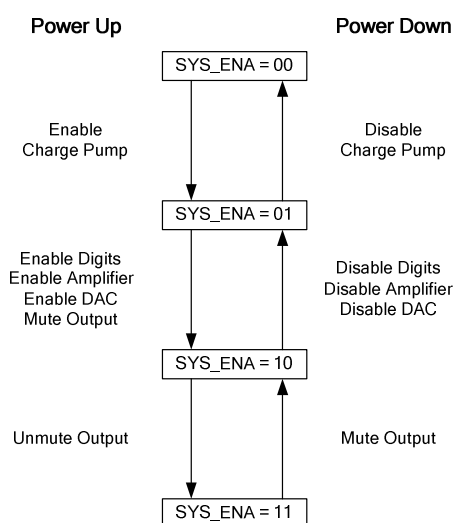 Power Up
Power Down
SYS_ENA = 00
Enable
Charge Pump
Disable
Charge Pump
SYS_ENA = 01
Enable Digits
Enable Amplifier
Enable DAC
Mute Output
Disable Digits
Disable Amplifier
Disable DAC
SYS_ENA = 10
Unmute Output
Mute Output
SYS_ENA = 11